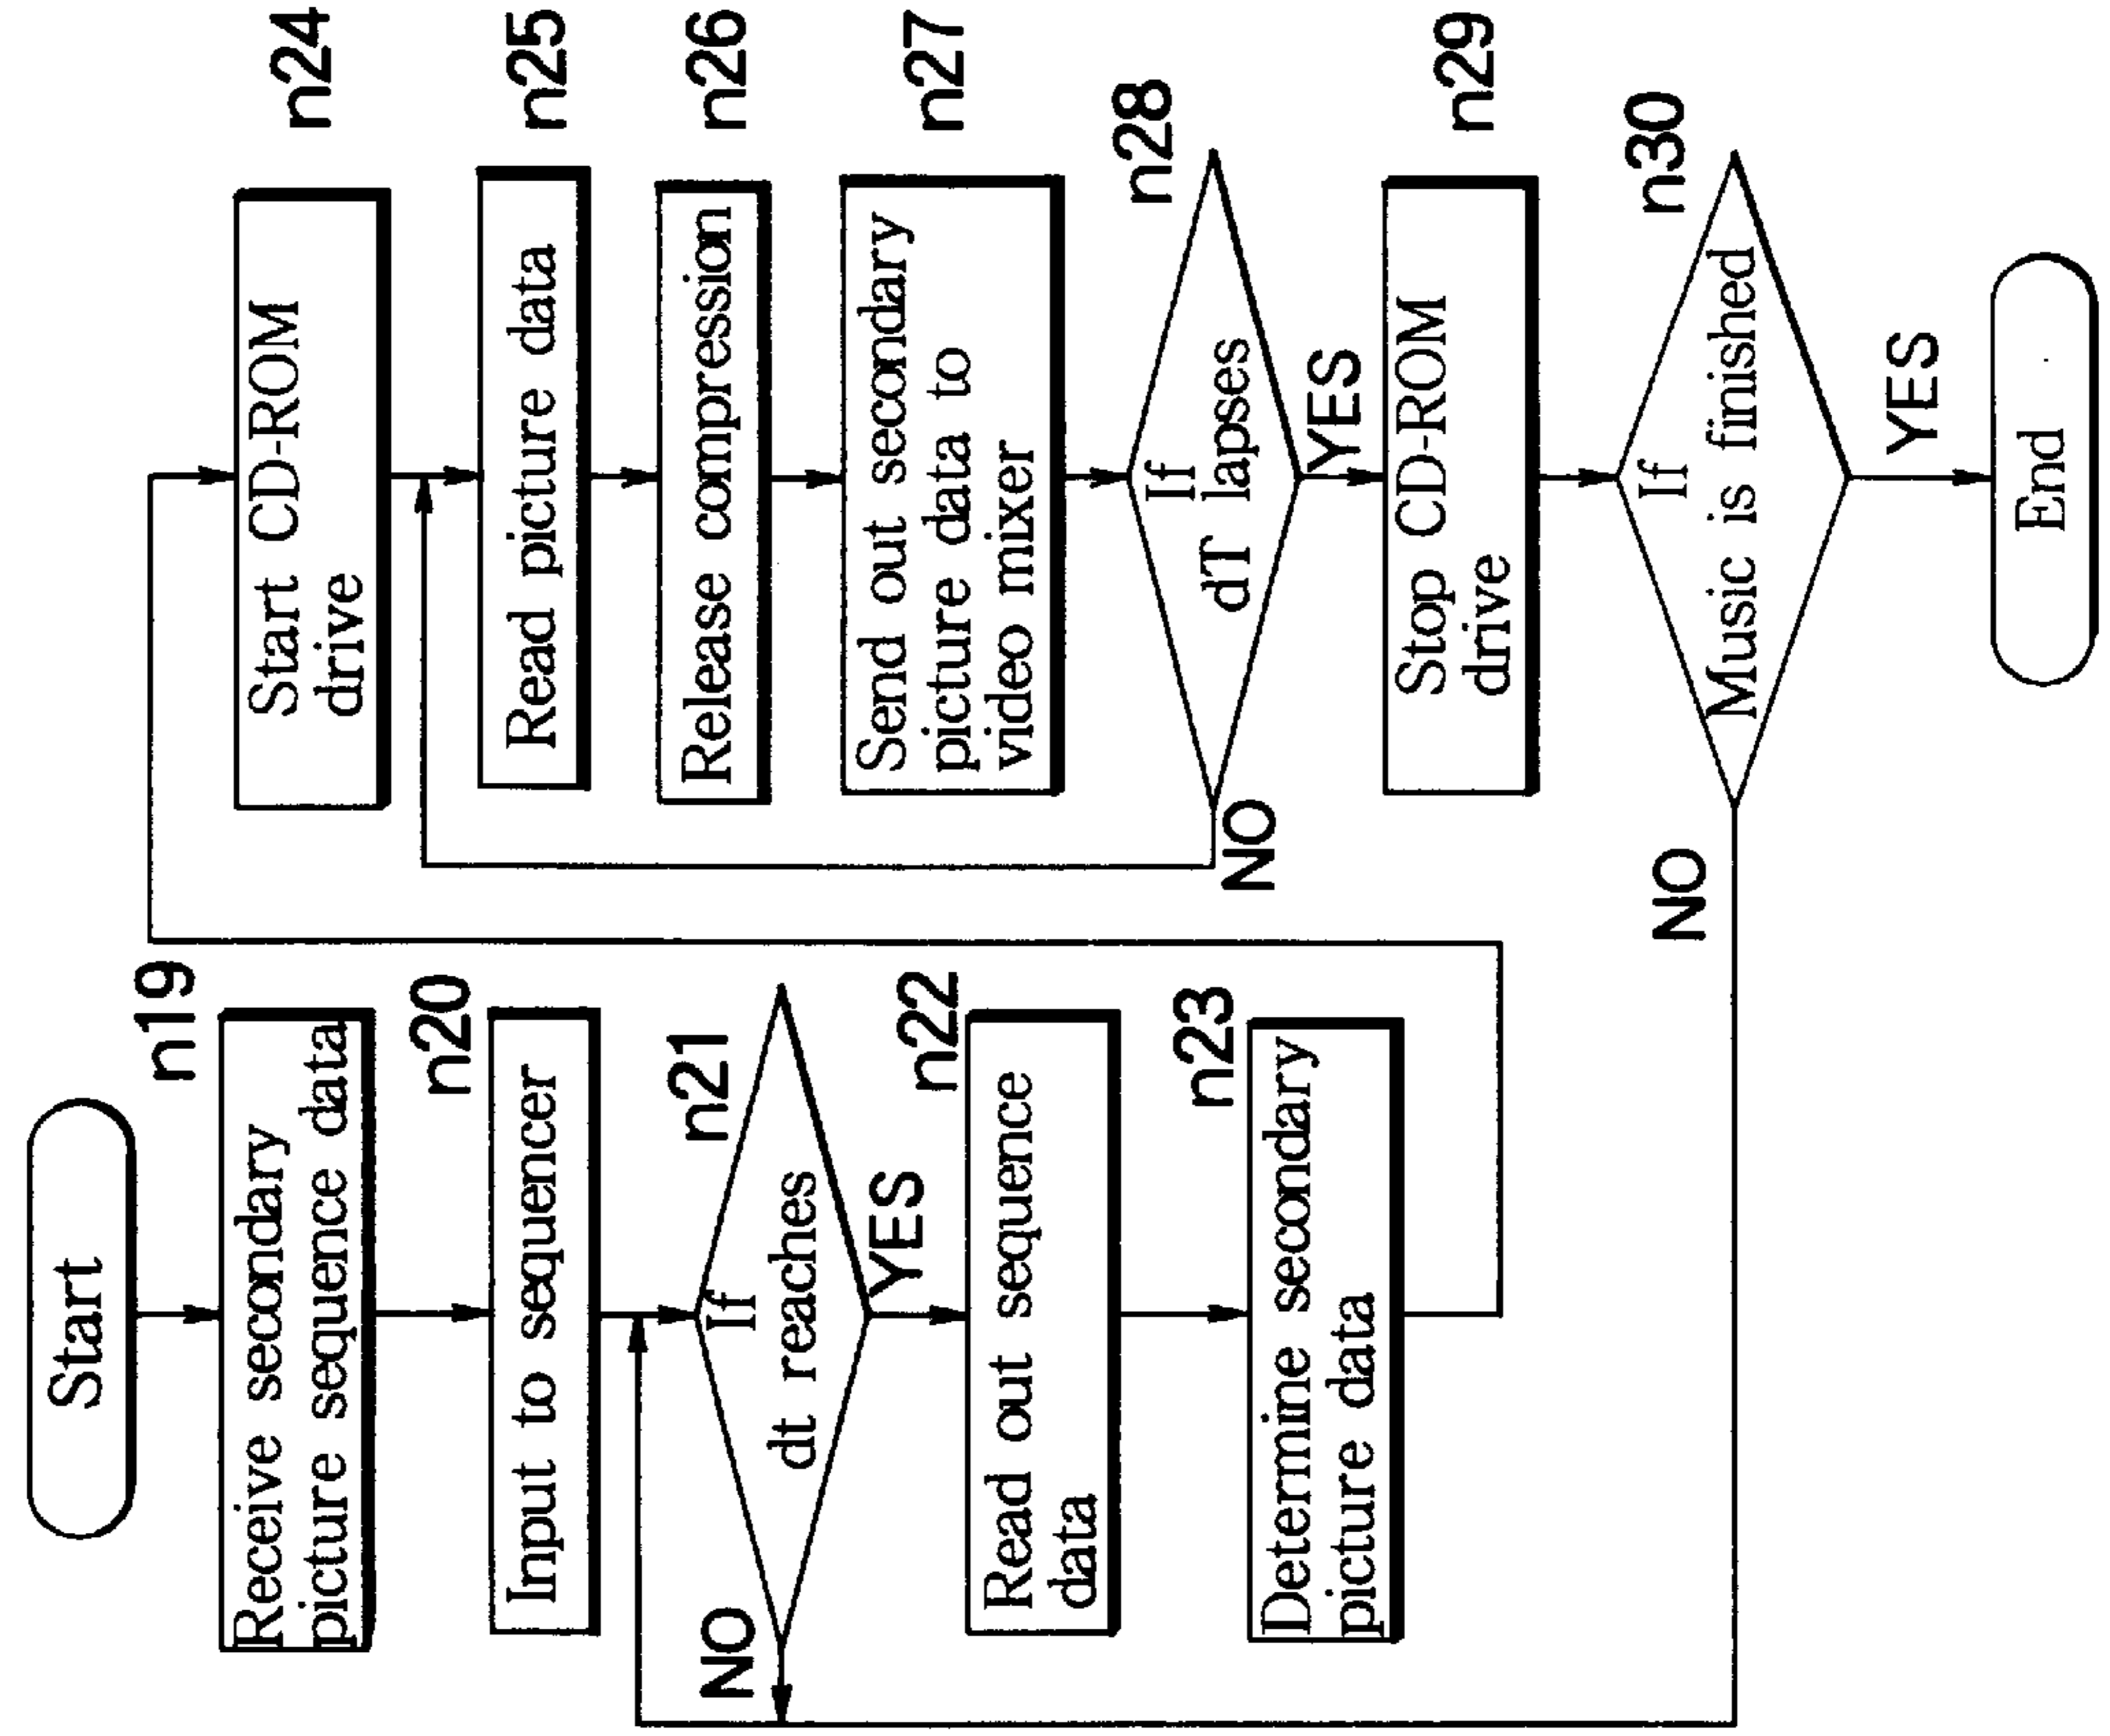 Start
n19
Receive secondary
picture sequence data
n20
Input to sequencer
n21
If
dt reaches
NO
YES
n22
Read out sequence
data
n23
Determine secondary
picture data
n24
Start CD-ROM
drive
n25
Read picture data
n26
Release compression
n27
Send out secondary
picture data to
video mixer
n28
If
dT lapses
NO
YES
n29
Stop CD-ROM
drive
n30
If
Music is finished
NO
YES
End